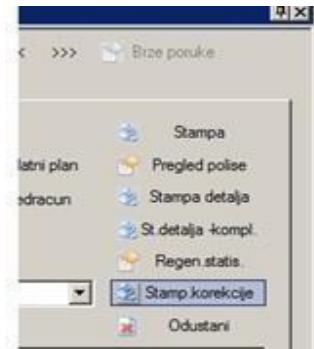 >>> Brze poruke
Stampa
latni plan Pregled polise
edracun Stampa detalja
St.detalja -kompl.
Regen.statis.
Stamp.korekcije
Odustani